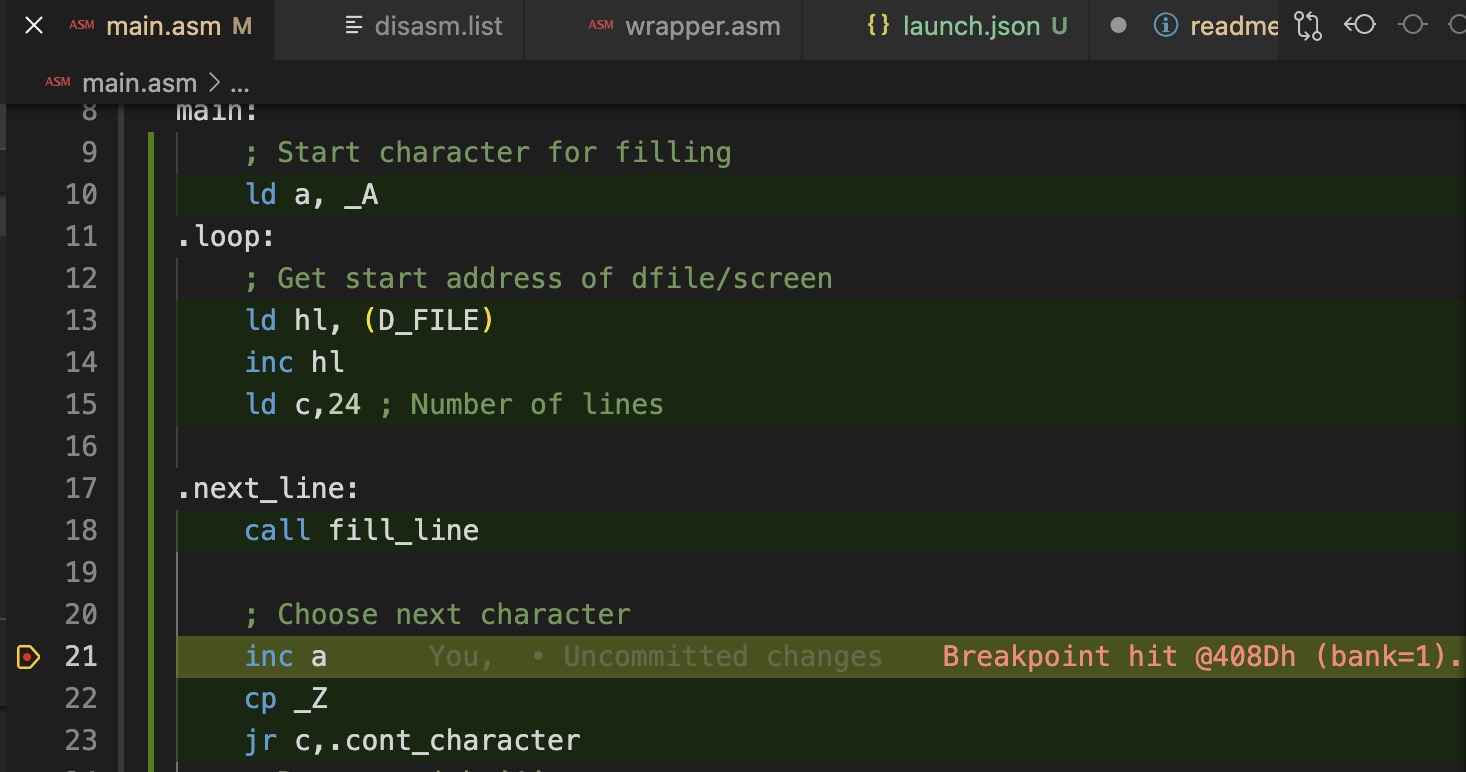 ASM main.asm M disasm.list ASM wrapper.asm {} launch.json U readme
ASM main.asm > ...
8 main:
9 ; Start character for filling
10 ld a, _A
11 .loop:
12 ; Get start address of dfile/screen
13 ld hl, (D_FILE)
14 inc hl
15 ld c,24 ; Number of lines
16
17 .next_line:
18 call fill_line
19
20 ; Choose next character
21 inc a You, • Uncommitted changes Breakpoint hit @408Dh (bank=1).
22 cp _Z
23 jr c,.cont_character